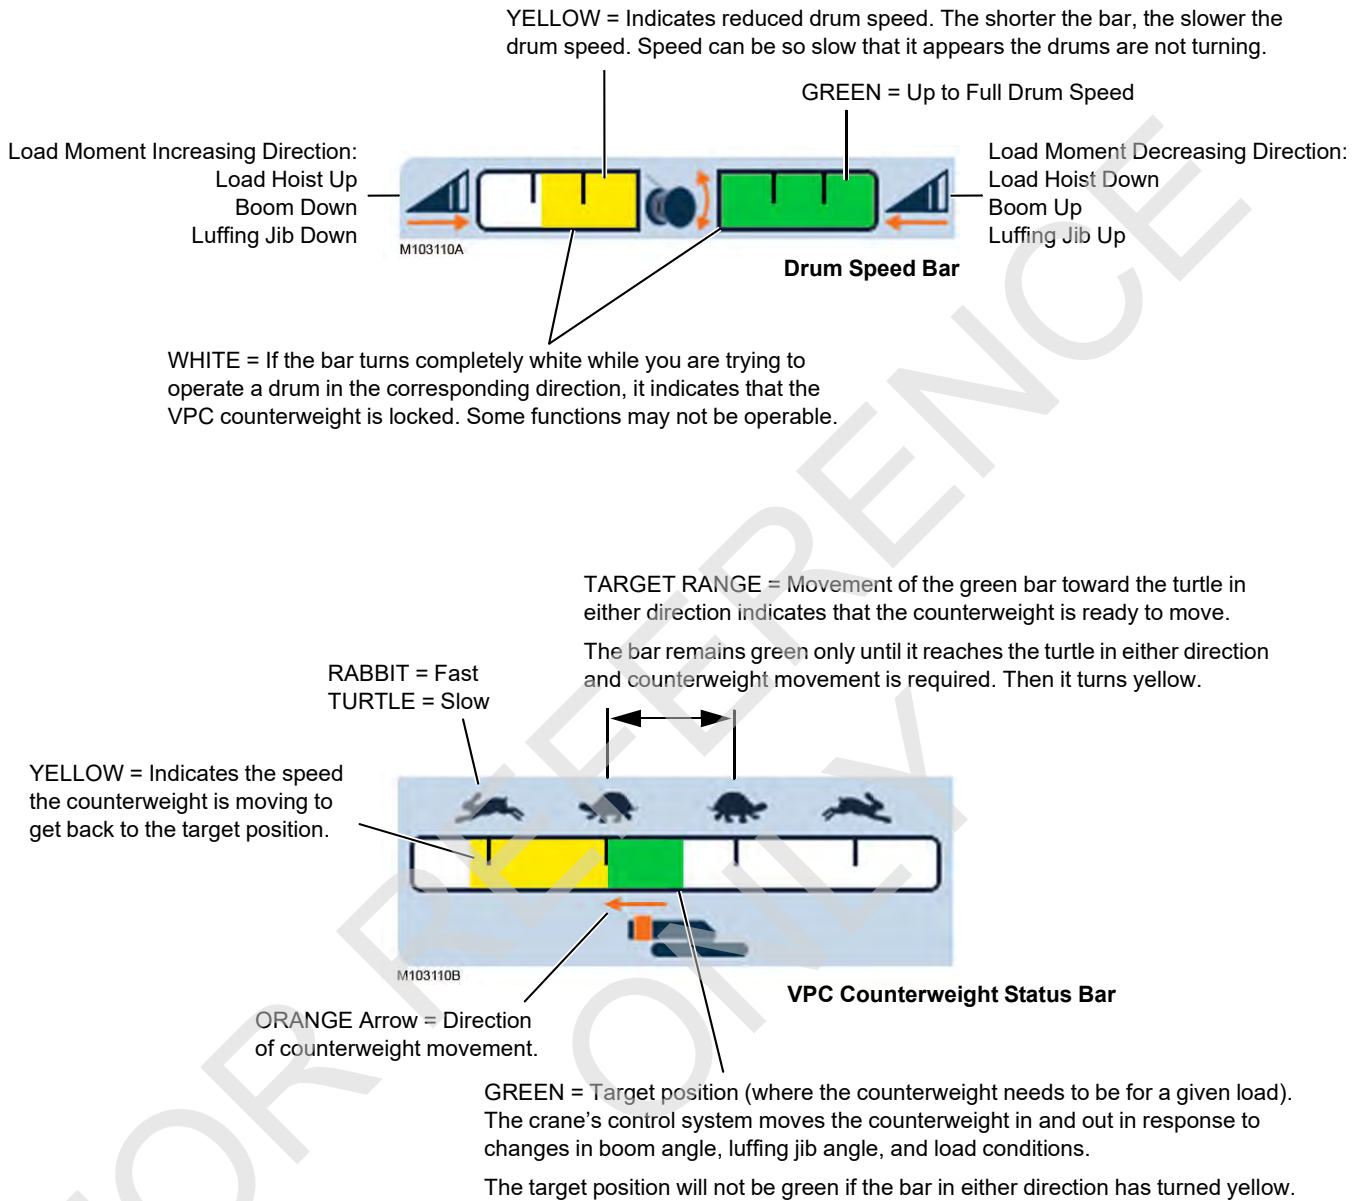 YELLOW = Indicates reduced drum speed. The shorter the bar, the slower the
drum speed. Speed can be so slow that it appears the drums are not turning.
GREEN = Up to Full Drum Speed
Load Moment Increasing Direction:
Load Hoist Up
Boom Down
Luffing Jib Down
Load Moment Decreasing Direction:
Load Hoist Down
Boom Up
Luffing Jib Up
M103110A
Drum Speed Bar
WHITE = If the bar turns completely white while you are trying to
operate a drum in the corresponding direction, it indicates that the
VPC counterweight is locked. Some functions may not be operable.
TARGET RANGE = Movement of the green bar toward the turtle in
either direction indicates that the counterweight is ready to move.
The bar remains green only until it reaches the turtle in either direction
and counterweight movement is required. Then it turns yellow.
RABBIT = Fast
TURTLE = Slow
YELLOW = Indicates the speed
the counterweight is moving to
get back to the target position.
M103110B
VPC Counterweight Status Bar
ORANGE Arrow = Direction
of counterweight movement.
GREEN = Target position (where the counterweight needs to be for a given load).
The crane's control system moves the counterweight in and out in response to
changes in boom angle, luffing jib angle, and load conditions.
The target position will not be green if the bar in either direction has turned yellow.
FOR REFERENCE
ONLY